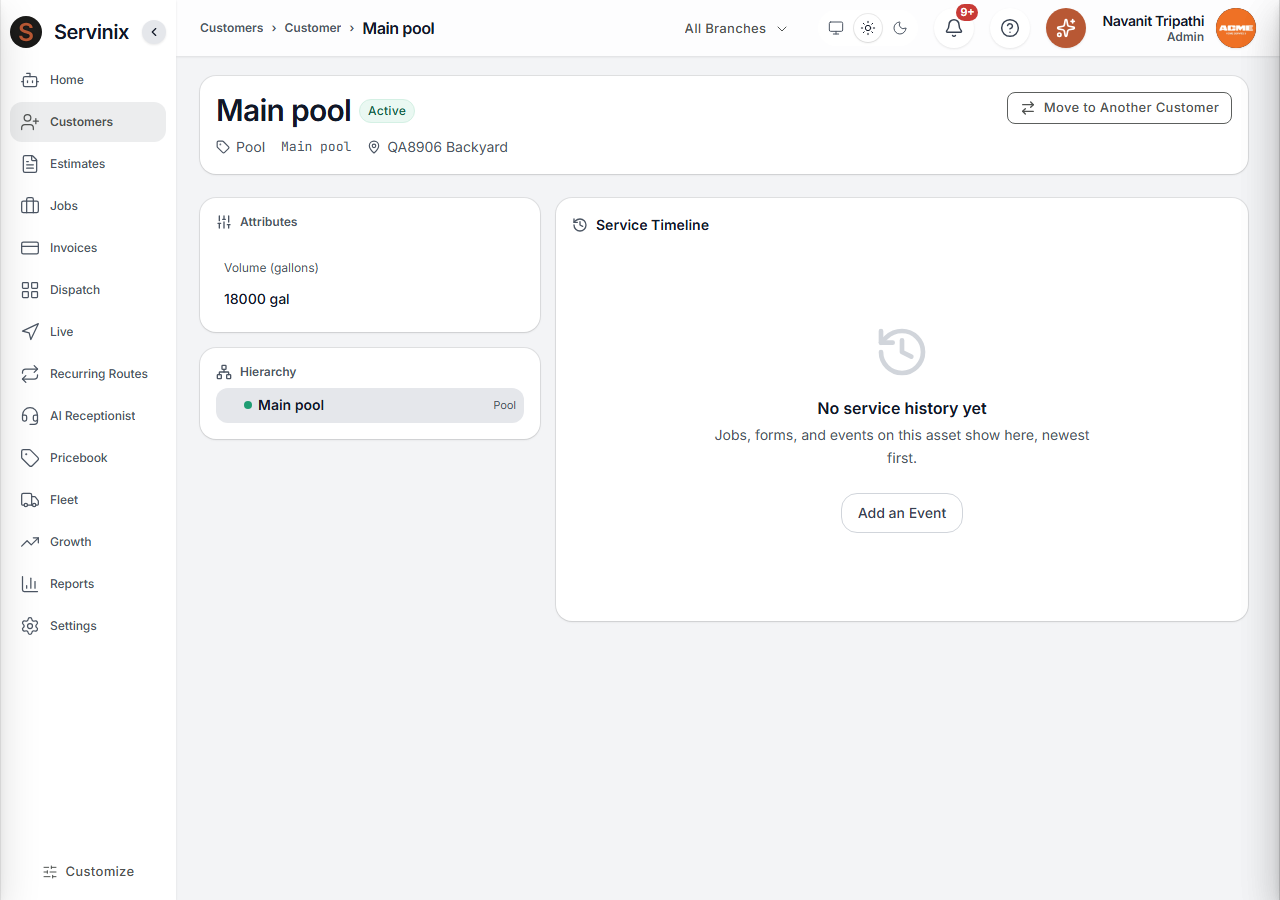 S Servinix
Customers › Customer › Main pool
All Branches
9+
Navanit Tripathi
Admin
ACME
Home
Customers
Estimates
Jobs
Invoices
Dispatch
Live
Recurring Routes
AI Receptionist
Pricebook
Fleet
Growth
Reports
Settings
Customize
Main pool Active
Move to Another Customer
Pool Main pool QA8906 Backyard
Attributes
Volume (gallons)
18000 gal
Hierarchy
Main pool Pool
Service Timeline
No service history yet
Jobs, forms, and events on this asset show here, newest
first.
Add an Event